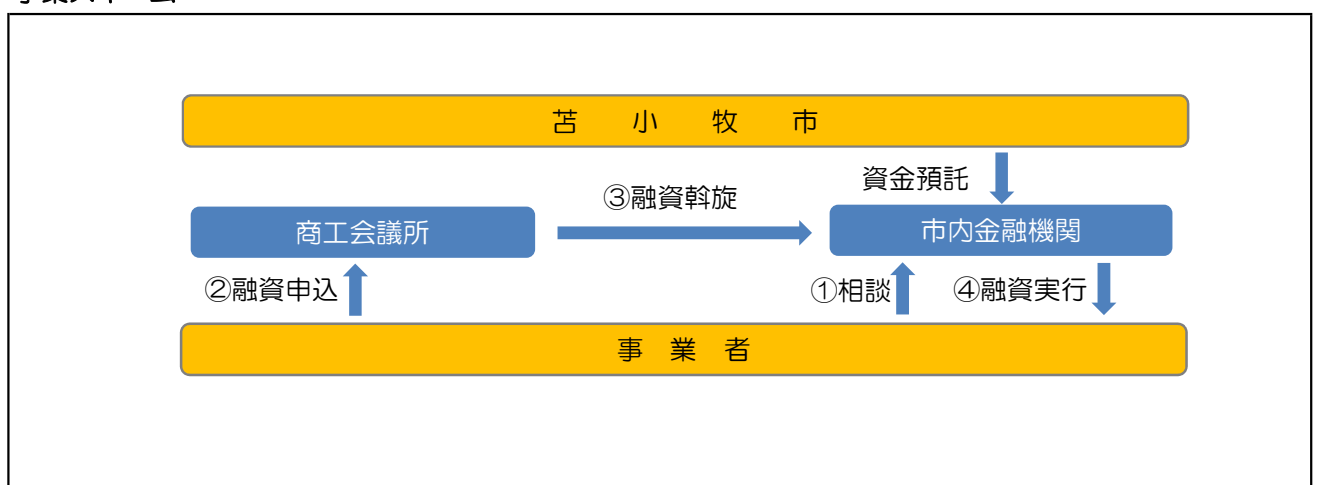 苫小牧市
資金預託
③融資斡旋
商工会議所
市内金融機関
②融資申込
①相談
④融資実行
事業者